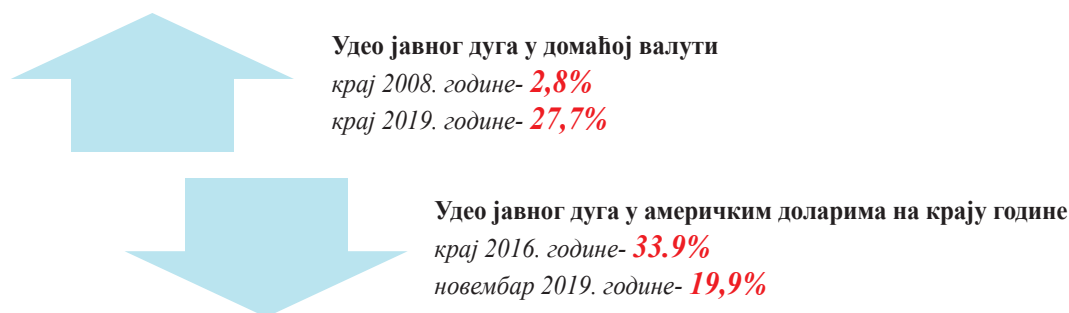 Удео јавног дуга у домаћој валути
крај 2008. године- 2,8%
крај 2019. године- 27,7%
Удео јавног дуга у америчким доларима на крају године
крај 2016. године- 33.9%
новембар 2019. године- 19,9%